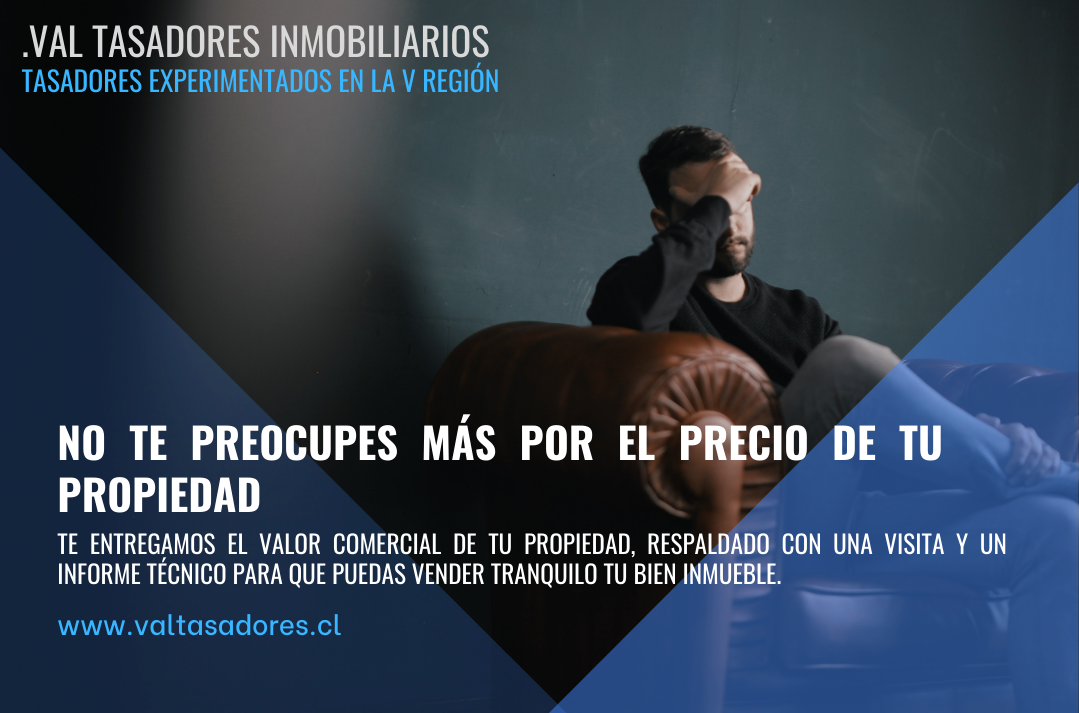 .VAL TASADORES INMOBILIARIOS
TASADORES EXPERIMENTADOS EN LA V REGIÓN
NO TE PREOCUPES MÁS POR EL PRECIO DE TU
PROPIEDAD
TE ENTREGAMOS EL VALOR COMERCIAL DE TU PROPIEDAD, RESPALDADO CON UNA VISITA Y UN
INFORME TÉCNICO PARA QUE PUEDAS VENDER TRANQUILO TU BIEN INMUEBLE.
www.valtasadores.cl